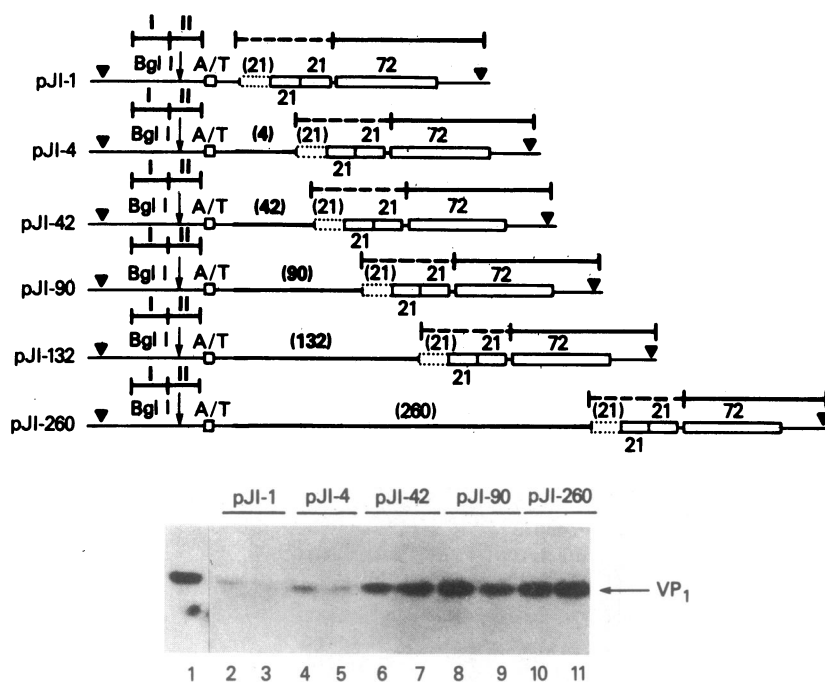 I II
Bgl I A/T (21) 21 72
pJI-1
21
I II
Bgl I A/T (4) (21) 21 72
pJI-4
21
I II
Bgl I A/T (42) (21) 21 72
pJI-42
21
I II
Bgl I A/T (90) (21) 21 72
pJI-90
21
I II
Bgl I A/T (132) (21) 21 72
pJI-132
21
I II
Bgl I A/T (260) (21) 21 72
pJI-260
21
pJI-1 pJI-4 pJI-42 pJI-90 pJI-260
VP1
1 2 3 4 5 6 7 8 9 10 11